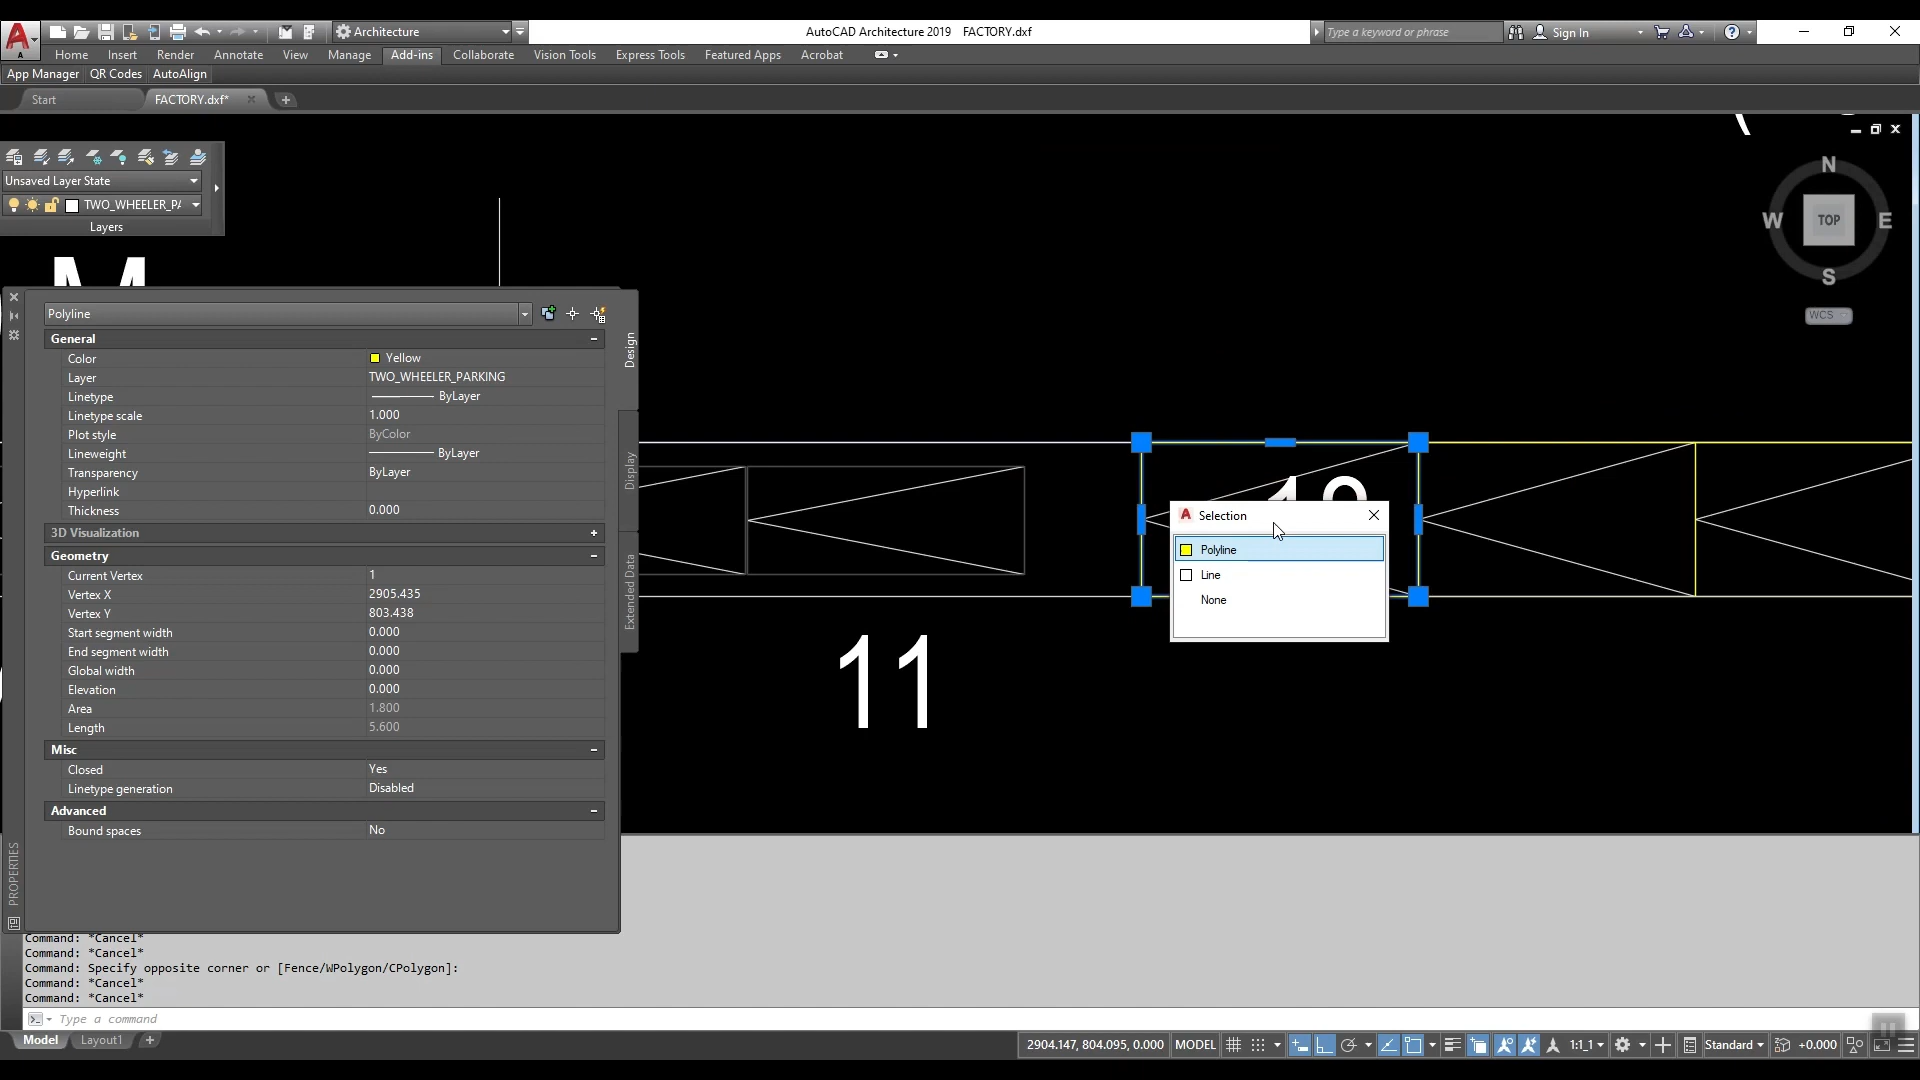 Architecture
AutoCAD Architecture 2019 FACTORY.dxf
Type a keyword or phrase
Sign In
Home Insert Render Annotate View Manage Add-ins Collaborate Vision Tools Express Tools Featured Apps Acrobat
App Manager QR Codes AutoAlign
Start
FACTORY.dxf*
Unsaved Layer State
TWO_WHEELER_PA
Layers
N
W TOP E
S
WCS
Polyline
General
Color Yellow
Layer TWO_WHEELER_PARKING
Linetype ByLayer
Linetype scale 1.000
Plot style ByColor
Lineweight ByLayer
Transparency ByLayer
Hyperlink
Thickness 0.000
3D Visualization
Geometry
Current Vertex 1
Vertex X 2905.435
Vertex Y 803.438
Start segment width 0.000
End segment width 0.000
Global width 0.000
Elevation 0.000
Area 1.800
Length 5.600
Misc
Closed Yes
Linetype generation Disabled
Advanced
Bound spaces No
Design
Display
Extended Data
PROPERTIES
Selection
Polyline
Line
None
11
Command: *Cancel*
Command: *Cancel*
Command: Specify opposite corner or [Fence/WPolygon/CPolygon]:
Command: *Cancel*
Command: *Cancel*
Type a command
Model Layout1
2904.147, 804.095, 0.000 MODEL 1:1_1 Standard +0.000